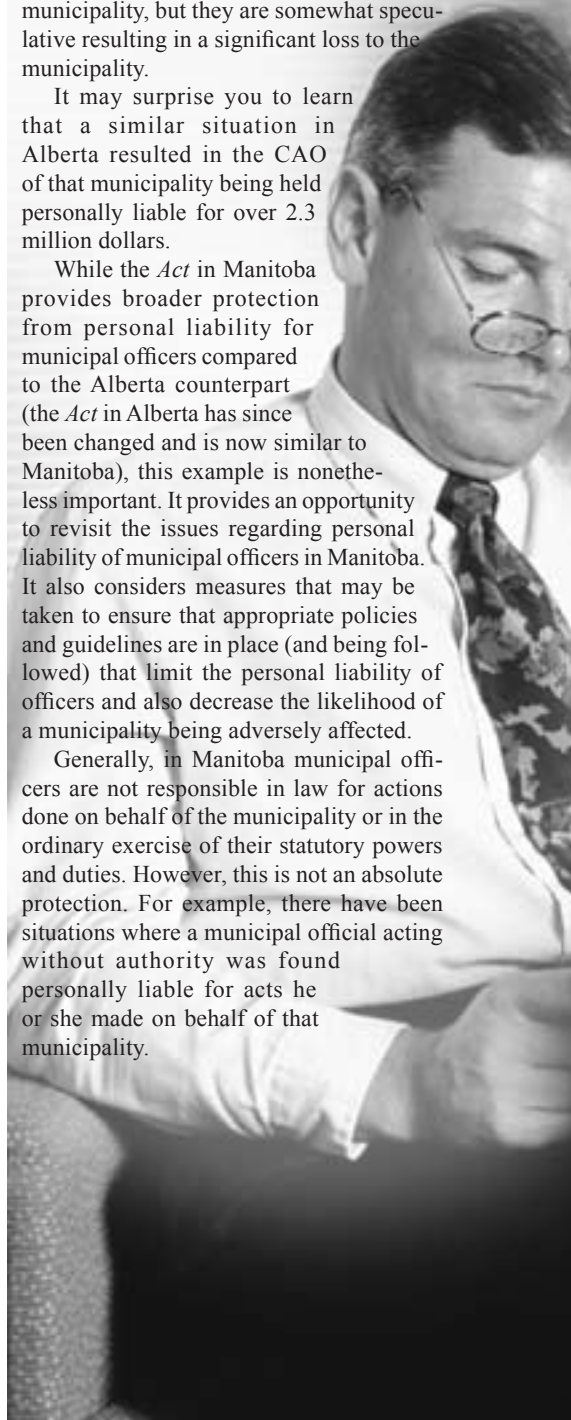 municipality, but they are somewhat specu-
lative resulting in a significant loss to the
municipality.
It may surprise you to learn
that a similar situation in
Alberta resulted in the CAO
of that municipality being held
personally liable for over 2.3
million dollars.
While the Act in Manitoba
provides broader protection
from personal liability for
municipal officers compared
to the Alberta counterpart
(the Act in Alberta has since
been changed and is now similar to
Manitoba), this example is nonethe-
less important. It provides an opportunity
to revisit the issues regarding personal
liability of municipal officers in Manitoba.
It also considers measures that may be
taken to ensure that appropriate policies
and guidelines are in place (and being fol-
lowed) that limit the personal liability of
officers and also decrease the likelihood of
a municipality being adversely affected.
Generally, in Manitoba municipal offi-
cers are not responsible in law for actions
done on behalf of the municipality or in the
ordinary exercise of their statutory powers
and duties. However, this is not an absolute
protection. For example, there have been
situations where a municipal official acting
without authority was found
personally liable for acts he
or she made on behalf of that
municipality.